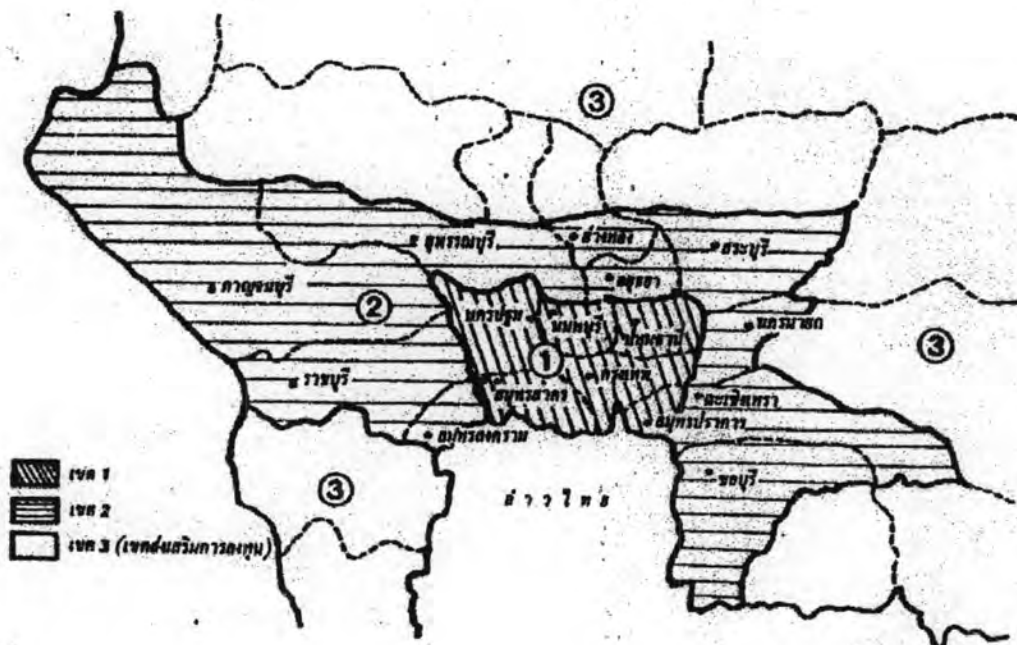 ③
สุพรรณบุรี
อ่างทอง
สระบุรี
อยุธยา
กาญจนบุรี
②
นครปฐม
นนทบุรี
ปทุมธานี
นครนายก
①
③
กรุงเทพ
ราชบุรี
สมุทรสาคร
ฉะเชิงเทรา
สมุทรปราการ
สมุทรสงคราม
ชลบุรี
③
อ่าวไทย
เขต 1
เขต 2
เขต 3 (เขตส่งเสริมการลงทุน)